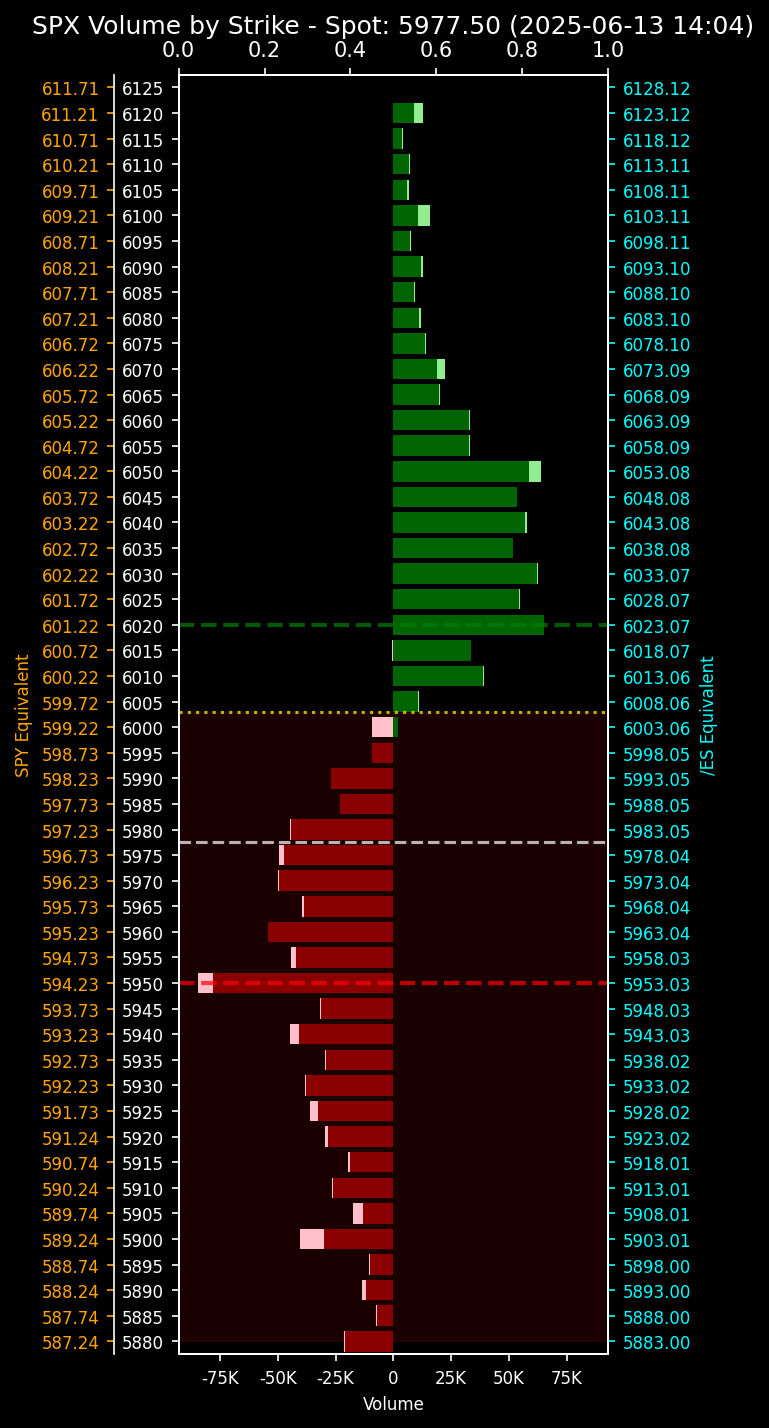 SPX Volume by Strike - Spot: 5977.50 (2025-06-13 14:04)
0.0 0.2 0.4 0.6 0.8 1.0
611.71 6125 6128.12
611.21 6120 6123.12
610.71 6115 6118.12
610.21 6110 6113.11
609.71 6105 6108.11
609.21 6100 6103.11
608.71 6095 6098.11
608.21 6090 6093.10
607.71 6085 6088.10
607.21 6080 6083.10
606.72 6075 6078.10
606.22 6070 6073.09
605.72 6065 6068.09
605.22 6060 6063.09
604.72 6055 6058.09
604.22 6050 6053.08
603.72 6045 6048.08
603.22 6040 6043.08
602.72 6035 6038.08
602.22 6030 6033.07
601.72 6025 6028.07
601.22 6020 6023.07
600.72 6015 6018.07
600.22 6010 6013.06
599.72 6005 6008.06
599.22 6000 6003.06
598.73 5995 5998.05
598.23 5990 5993.05
597.73 5985 5988.05
597.23 5980 5983.05
596.73 5975 5978.04
596.23 5970 5973.04
595.73 5965 5968.04
595.23 5960 5963.04
594.73 5955 5958.03
594.23 5950 5953.03
593.73 5945 5948.03
593.23 5940 5943.03
592.73 5935 5938.02
592.23 5930 5933.02
591.73 5925 5928.02
591.24 5920 5923.02
590.74 5915 5918.01
590.24 5910 5913.01
589.74 5905 5908.01
589.24 5900 5903.01
588.74 5895 5898.00
588.24 5890 5893.00
587.74 5885 5888.00
587.24 5880 5883.00
SPY Equivalent
/ES Equivalent
-75K -50K -25K 0 25K 50K 75K
Volume